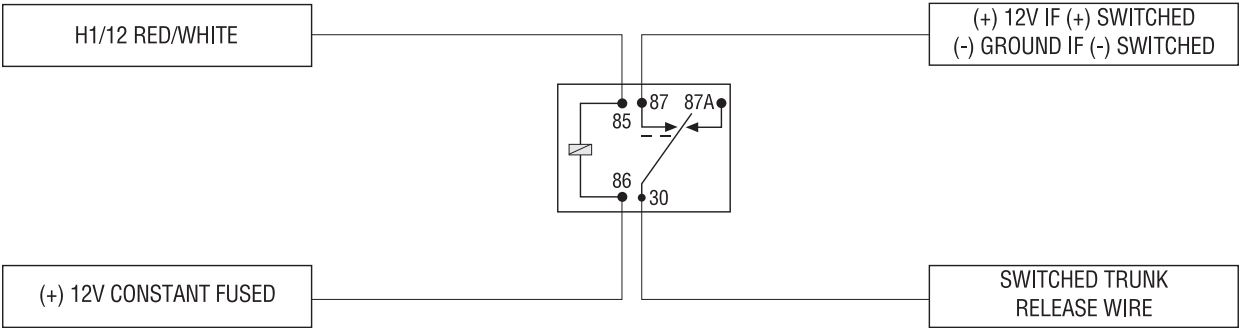 H1/12 RED/WHITE
(+) 12V IF (+) SWITCHED
(-) GROUND IF (-) SWITCHED
87 87A
85
86
30
(+) 12V CONSTANT FUSED
SWITCHED TRUNK
RELEASE WIRE